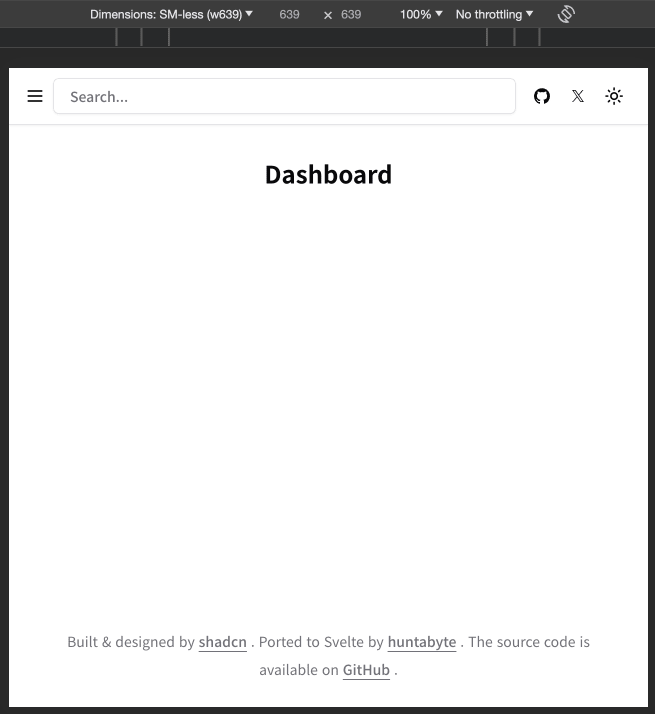 Dimensions: SM-less (w639) ▼ 639 × 639 100% ▼ No throttling ▼
Search...
Dashboard
Built & designed by shadcn . Ported to Svelte by huntabyte . The source code is
available on GitHub .